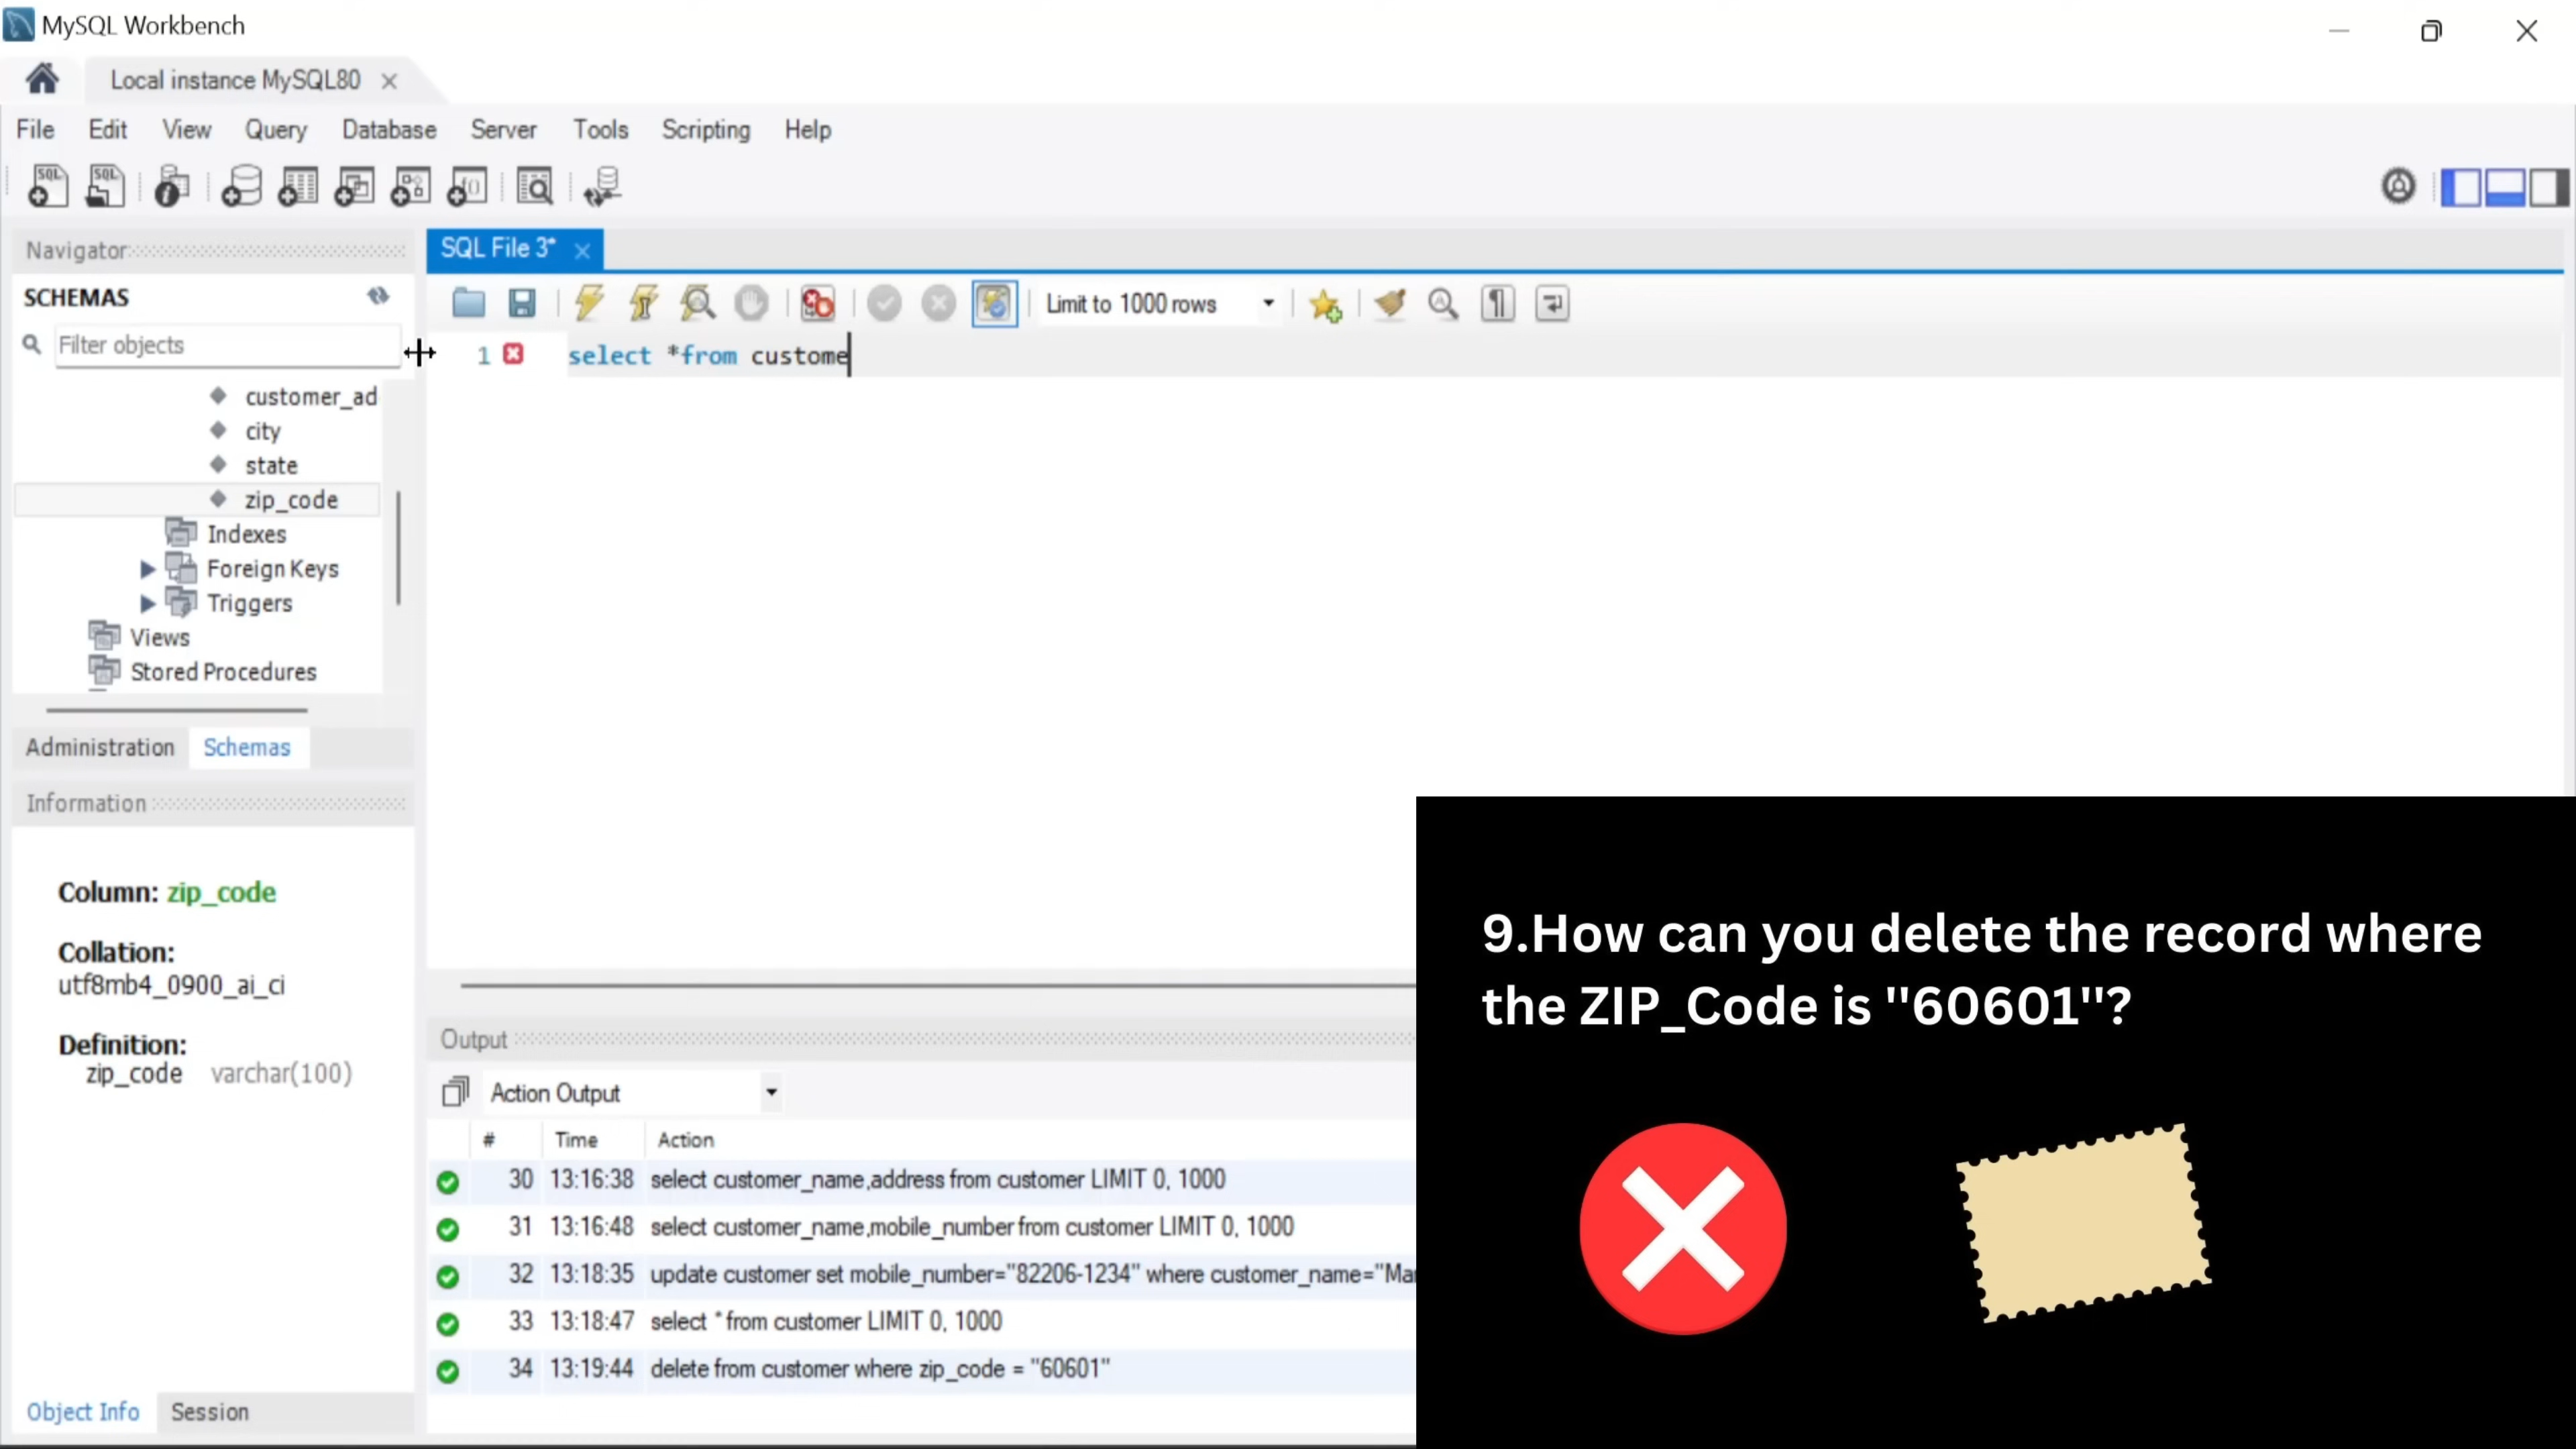 MySQL Workbench
Local instance MySQL80
File Edit View Query Database Server Tools Scripting Help
Navigator
SCHEMAS
Filter objects
customer_ad
city
state
zip_code
Indexes
Foreign Keys
Triggers
Views
Stored Procedures
Administration Schemas
Information
Column: zip_code
Collation:
utf8mb4_0900_ai_ci
Definition:
zip_code varchar(100)
Object Info Session
SQL File 3*
Limit to 1000 rows
1 select *from custome
Output
Action Output
# Time Action
30 13:16:38 select customer_name,address from customer LIMIT 0, 1000
31 13:16:48 select customer_name,mobile_number from customer LIMIT 0, 1000
32 13:18:35 update customer set mobile_number="82206-1234" where customer_name="Mar
33 13:18:47 select * from customer LIMIT 0, 1000
34 13:19:44 delete from customer where zip_code = "60601"
9.How can you delete the record where
the ZIP_Code is "60601"?